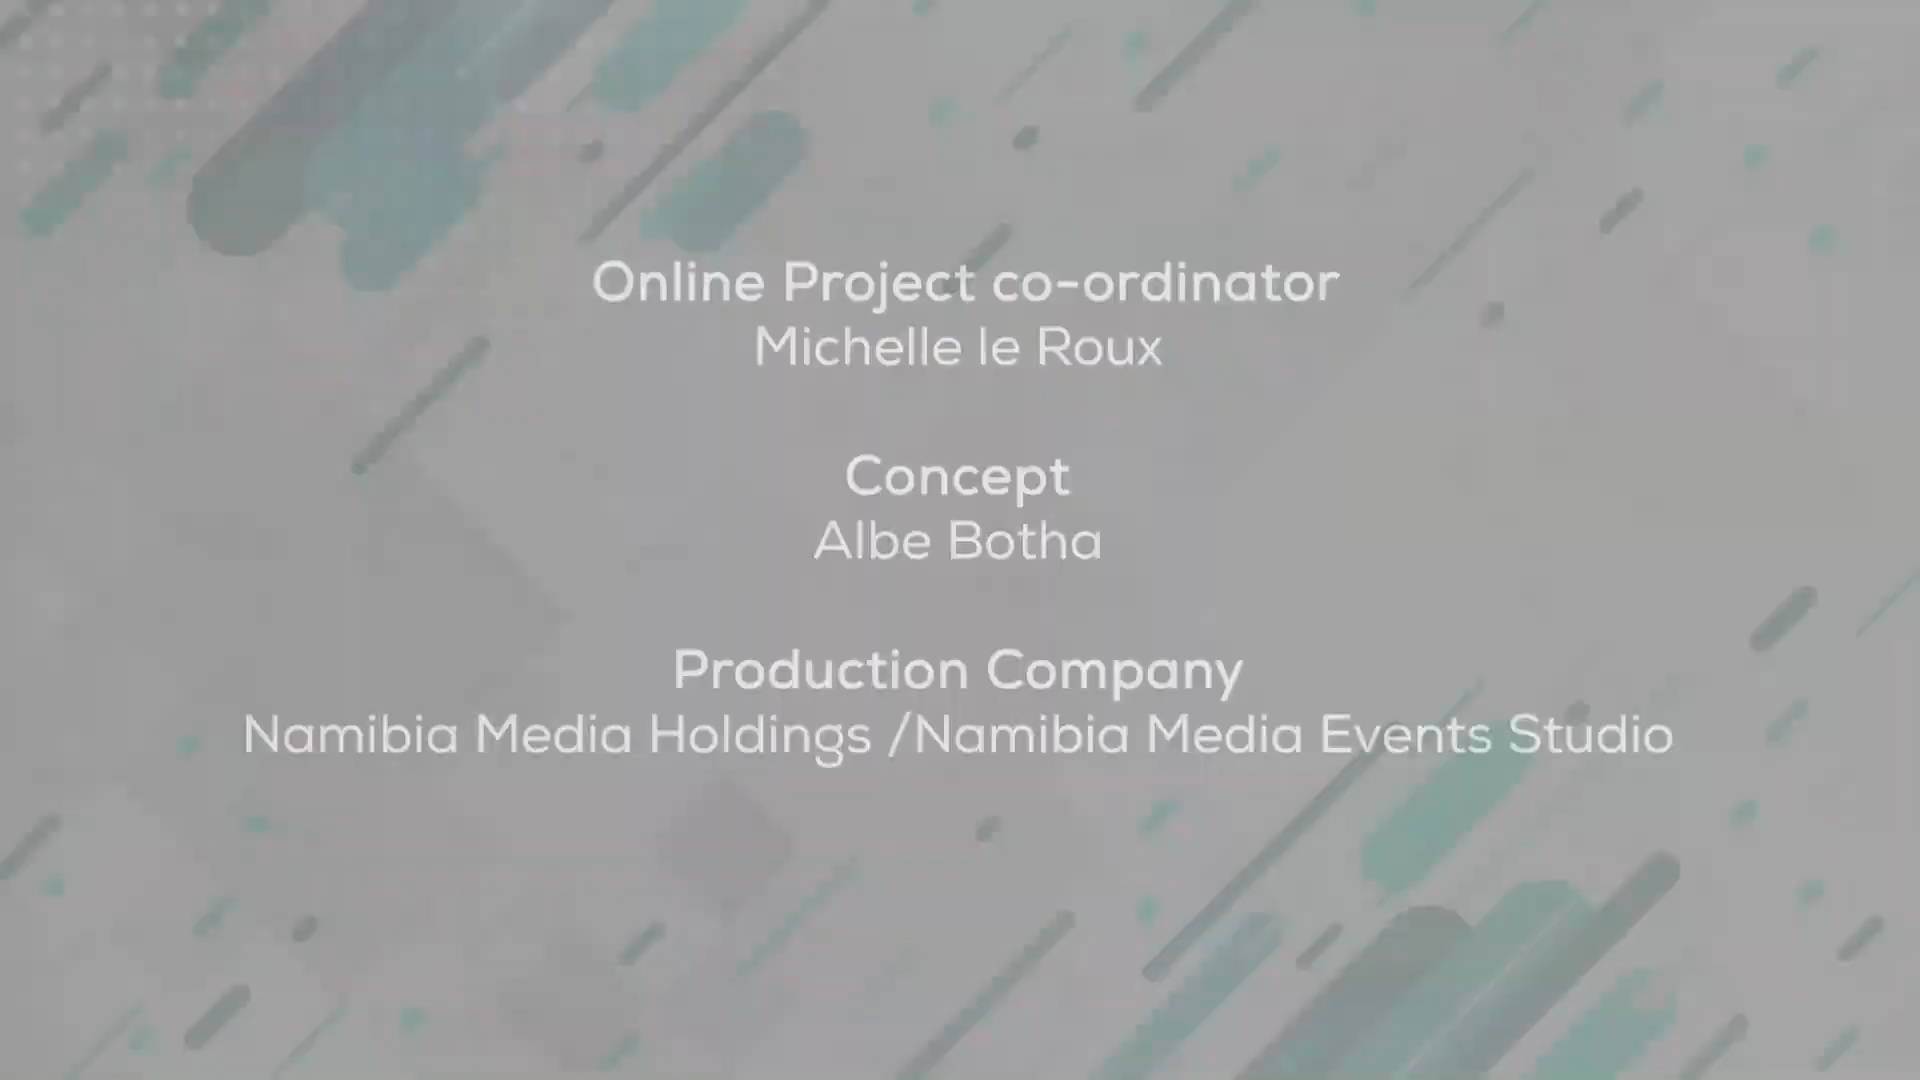 Online Project co-ordinator
Michelle le Roux
Concept
Albe Botha
Production Company
Namibia Media Holdings /Namibia Media Events Studio